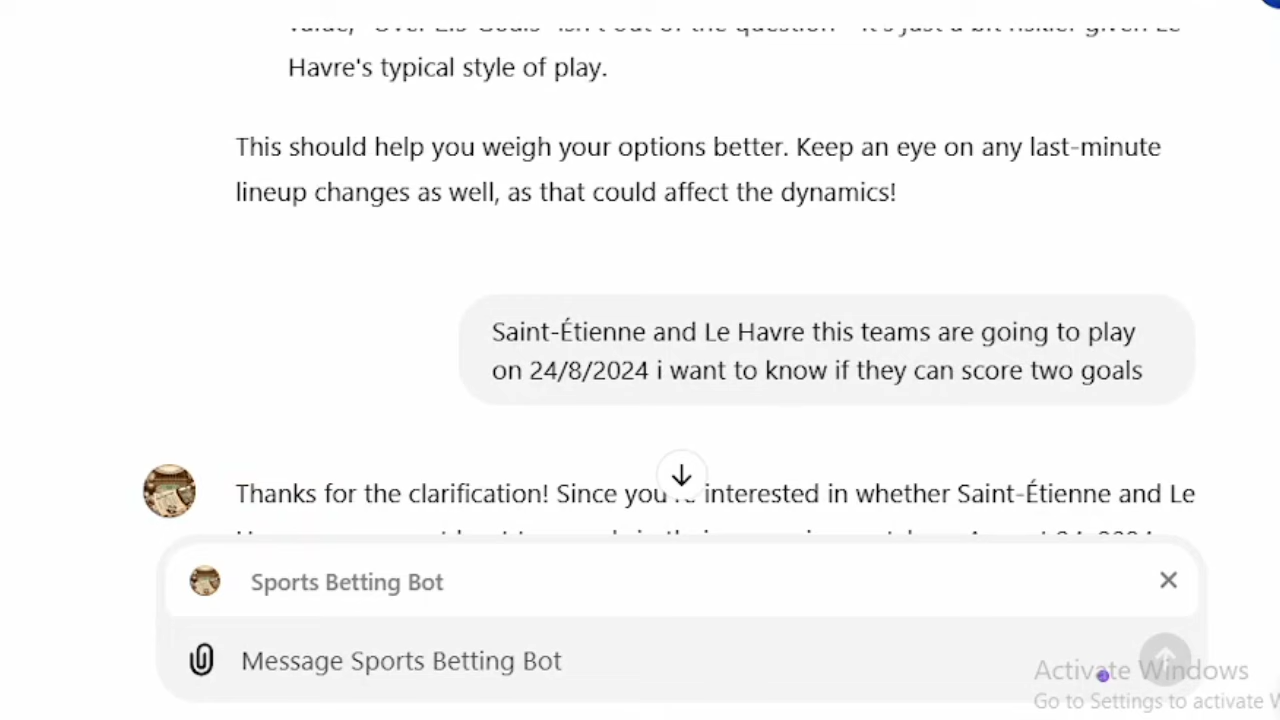 Havre's typical style of play.
This should help you weigh your options better. Keep an eye on any last-minute
lineup changes as well, as that could affect the dynamics!
Saint-Étienne and Le Havre this teams are going to play
on 24/8/2024 i want to know if they can score two goals
Thanks for the clarification! Since interested in whether Saint-Étienne and Le
Sports Betting Bot
Message Sports Betting Bot
Activate Windows
Go to Settings to activate